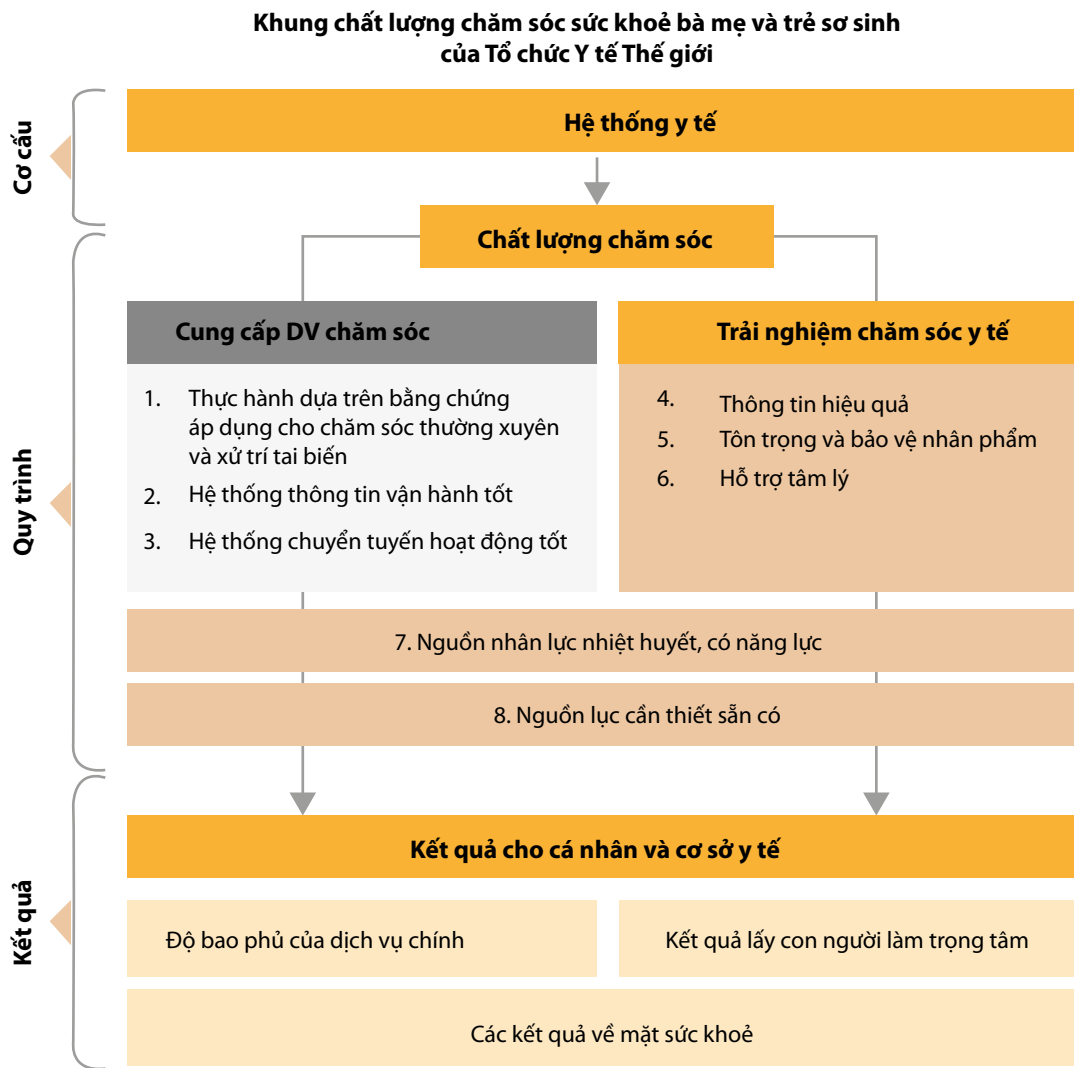 Khung chất lượng chăm sóc sức khoẻ bà mẹ và trẻ sơ sinh
của Tổ chức Y tế Thế giới
Cơ cấu
Hệ thống y tế
Chất lượng chăm sóc
Quy trình
Cung cấp DV chăm sóc
1. Thực hành dựa trên bằng chứng
áp dụng cho chăm sóc thường xuyên
và xử trí tai biến
2. Hệ thống thông tin vận hành tốt
3. Hệ thống chuyển tuyến hoạt động tốt
Trải nghiệm chăm sóc y tế
4. Thông tin hiệu quả
5. Tôn trọng và bảo vệ nhân phẩm
6. Hỗ trợ tâm lý
7. Nguồn nhân lực nhiệt huyết, có năng lực
8. Nguồn lục cần thiết sẵn có
Kết quả
Kết quả cho cá nhân và cơ sở y tế
Độ bao phủ của dịch vụ chính
Kết quả lấy con người làm trọng tâm
Các kết quả về mặt sức khoẻ